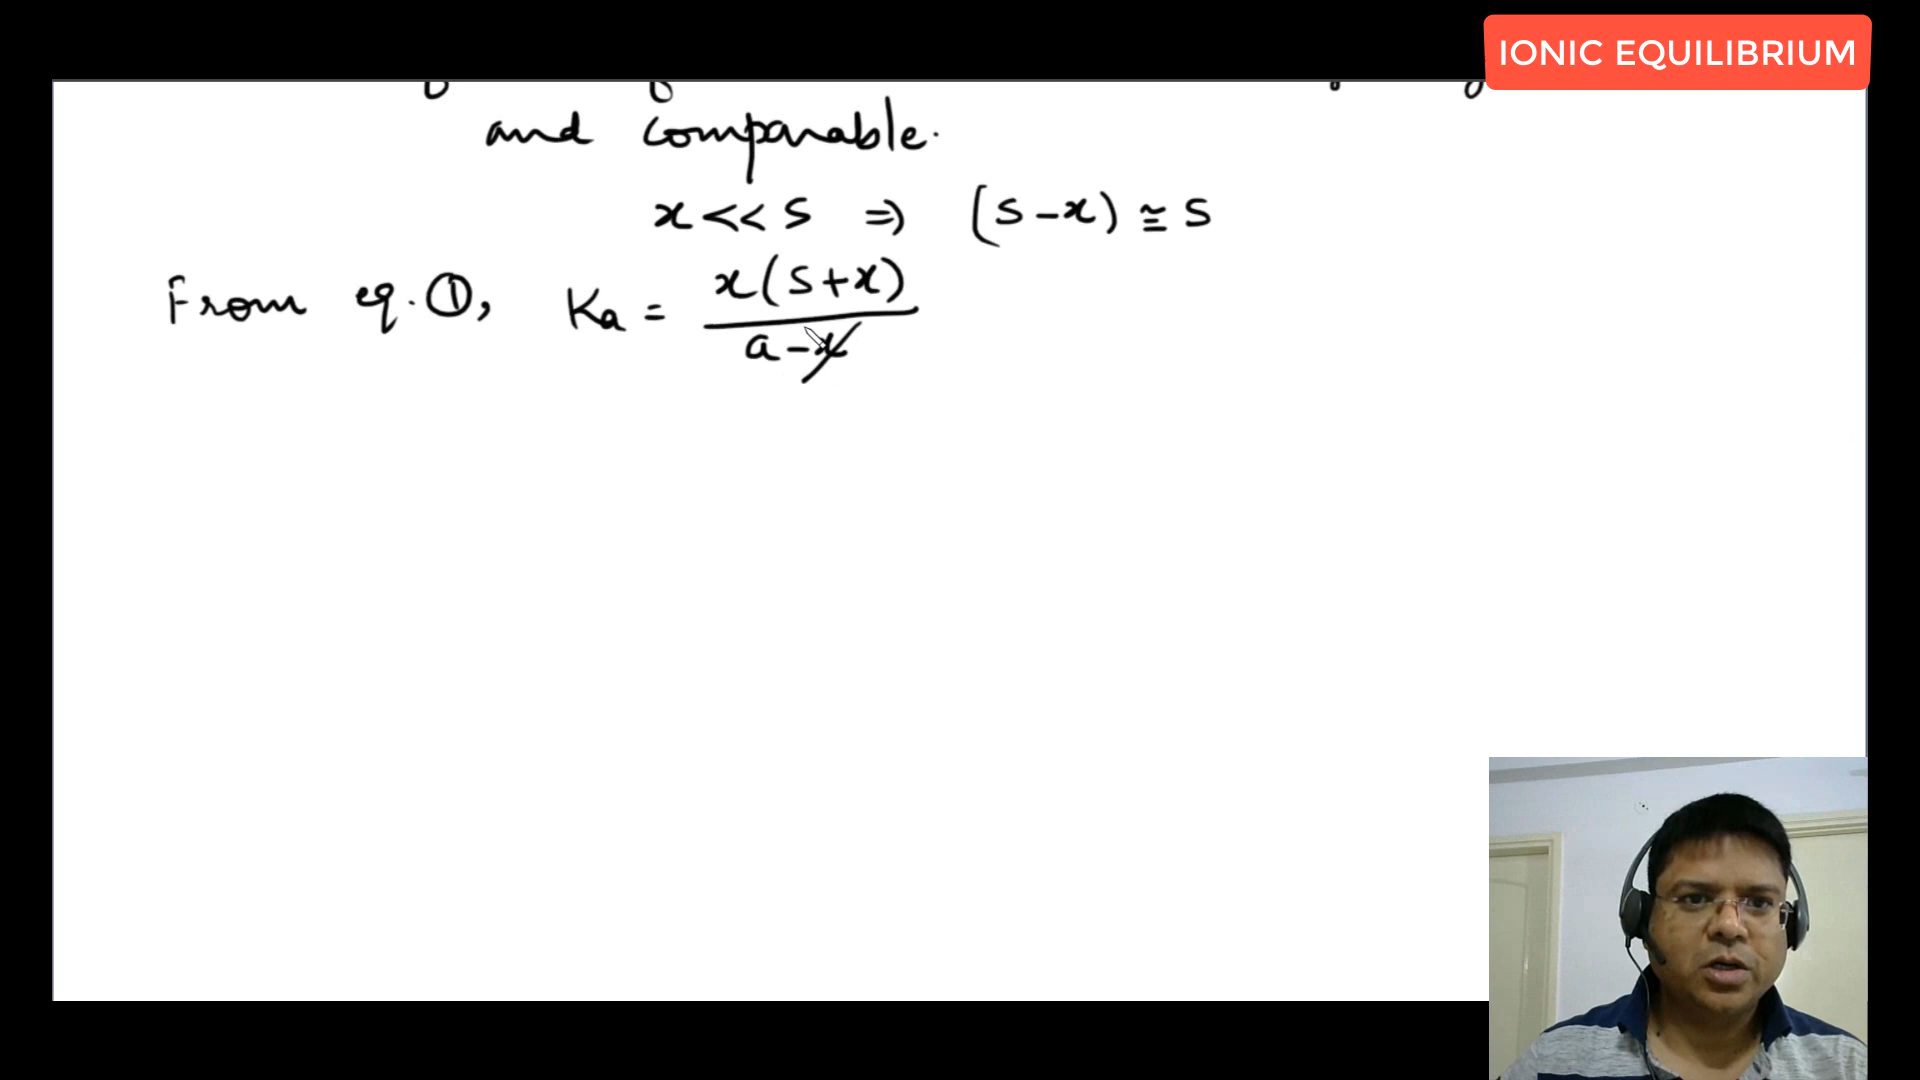 IONIC EQUILIBRIUM
and comparable.
x << s ⇒ (s - x) ≅ s
From eq. ①, Ka = x(s+x) / a - x